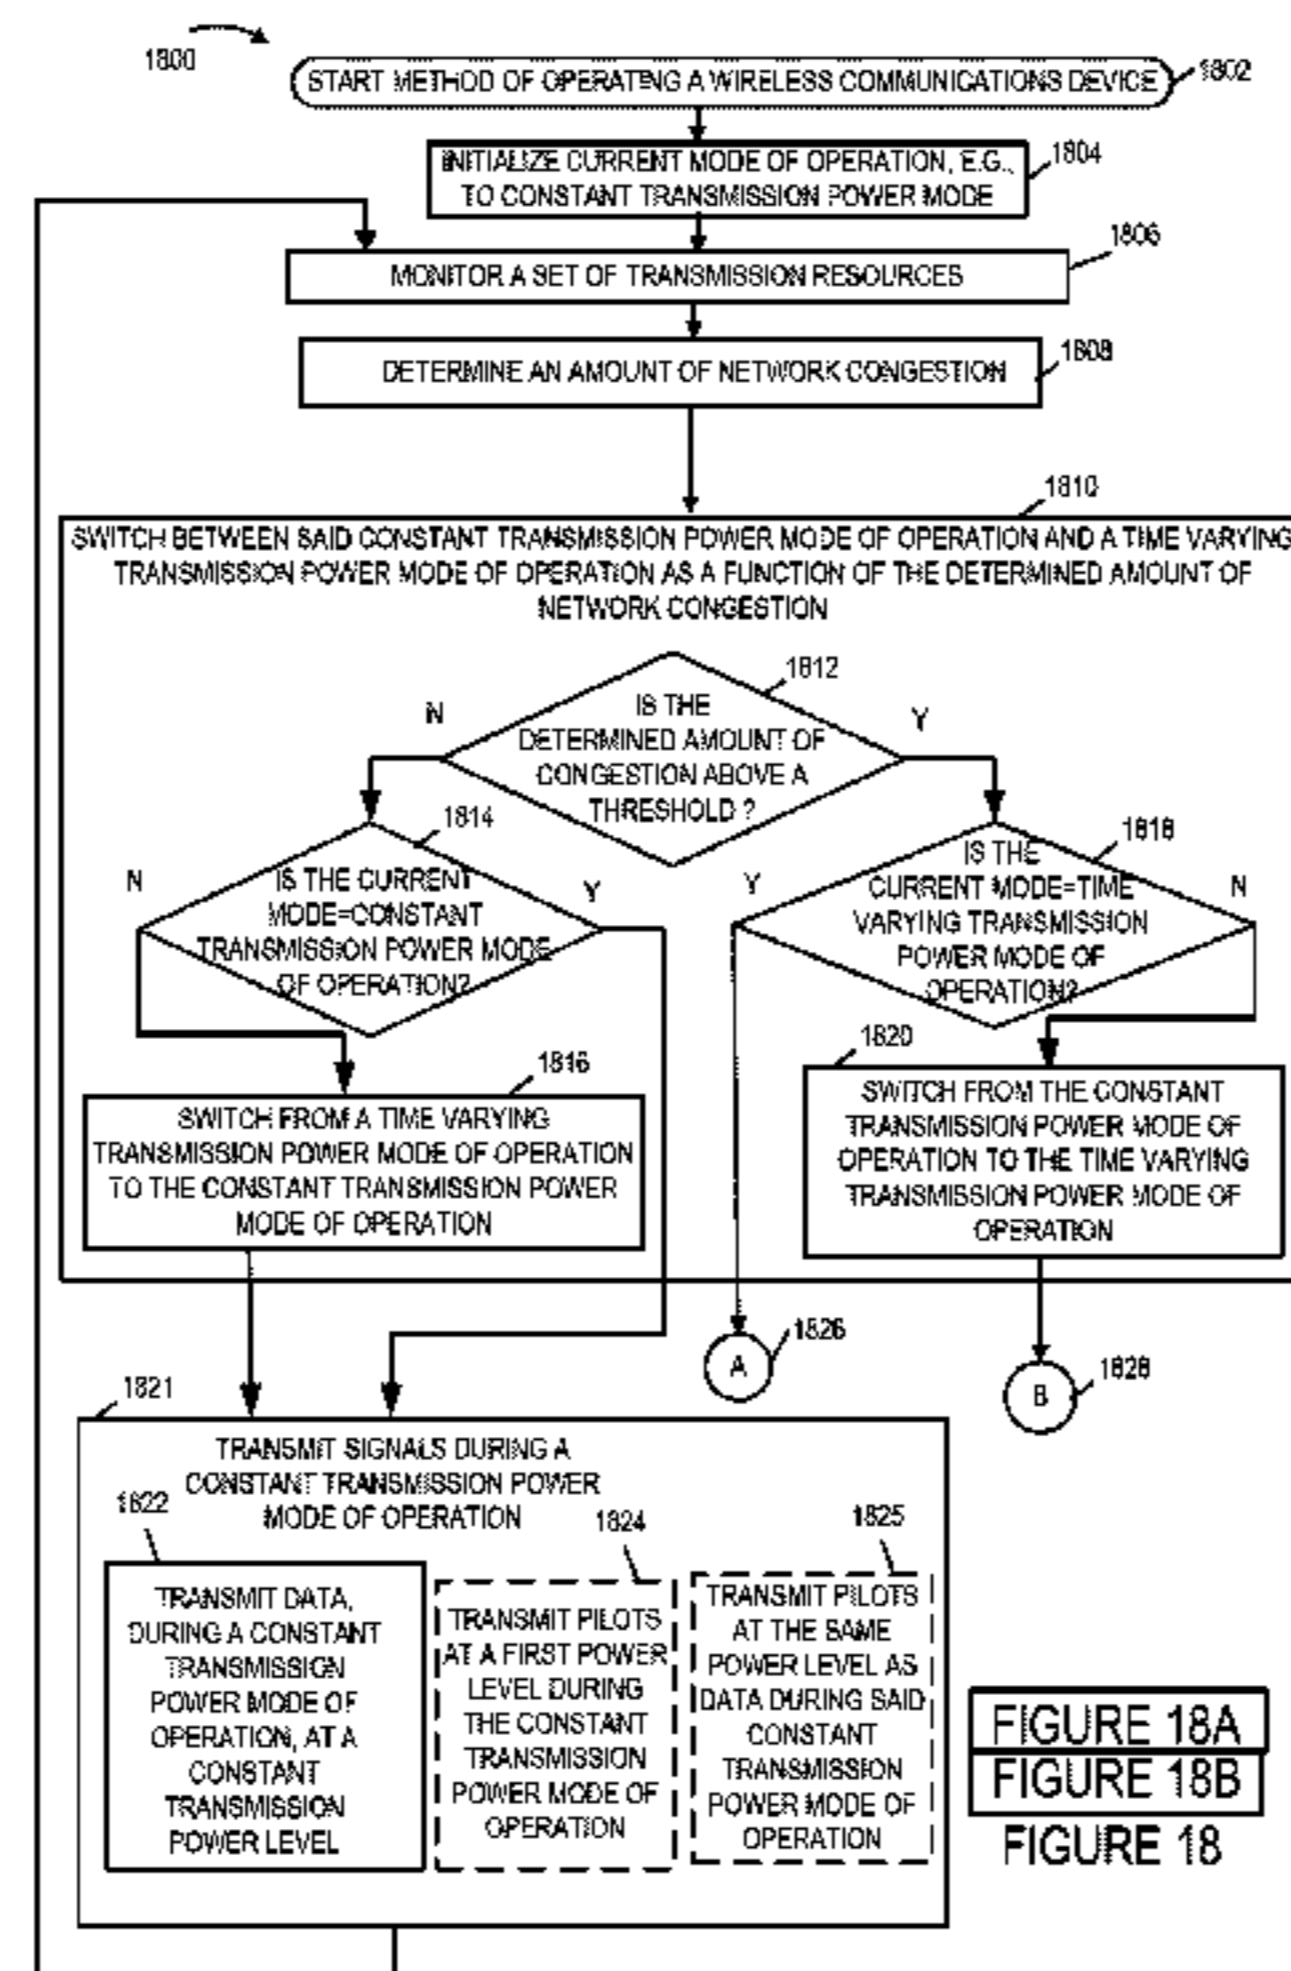 1800
START METHOD OF OPERATING A WIRELESS COMMUNICATIONS DEVICE
1802
INITIALIZE CURRENT MODE OF OPERATION, E.G.,
TO CONSTANT TRANSMISSION POWER MODE
1804
MONITOR A SET OF TRANSMISSION RESOURCES
1806
DETERMINE AN AMOUNT OF NETWORK CONGESTION
1808
1810
SWITCH BETWEEN SAID CONSTANT TRANSMISSION POWER MODE OF OPERATION AND A TIME VARYING
TRANSMISSION POWER MODE OF OPERATION AS A FUNCTION OF THE DETERMINED AMOUNT OF
NETWORK CONGESTION
1812
IS THE
DETERMINED AMOUNT OF
CONGESTION ABOVE A
THRESHOLD ?
N
Y
1814
IS THE CURRENT
MODE=CONSTANT
TRANSMISSION POWER MODE
OF OPERATION?
N
Y
1818
IS THE
CURRENT MODE=TIME
VARYING TRANSMISSION
POWER MODE OF
OPERATION?
Y
N
1816
SWITCH FROM A TIME VARYING
TRANSMISSION POWER MODE OF OPERATION
TO THE CONSTANT TRANSMISSION POWER
MODE OF OPERATION
1820
SWITCH FROM THE CONSTANT
TRANSMISSION POWER MODE OF
OPERATION TO THE TIME VARYING
TRANSMISSION POWER MODE OF
OPERATION
A
1826
B
1828
1821
TRANSMIT SIGNALS DURING A
CONSTANT TRANSMISSION POWER
MODE OF OPERATION
1822
TRANSMIT DATA,
DURING A CONSTANT
TRANSMISSION
POWER MODE OF
OPERATION, AT A
CONSTANT
TRANSMISSION
POWER LEVEL
1824
TRANSMIT PILOTS
AT A FIRST POWER
LEVEL DURING
THE CONSTANT
TRANSMISSION
POWER MODE OF
OPERATION
1825
TRANSMIT PILOTS
AT THE SAME
POWER LEVEL AS
DATA DURING SAID
CONSTANT
TRANSMISSION
POWER MODE OF
OPERATION
FIGURE 18A
FIGURE 18B
FIGURE 18